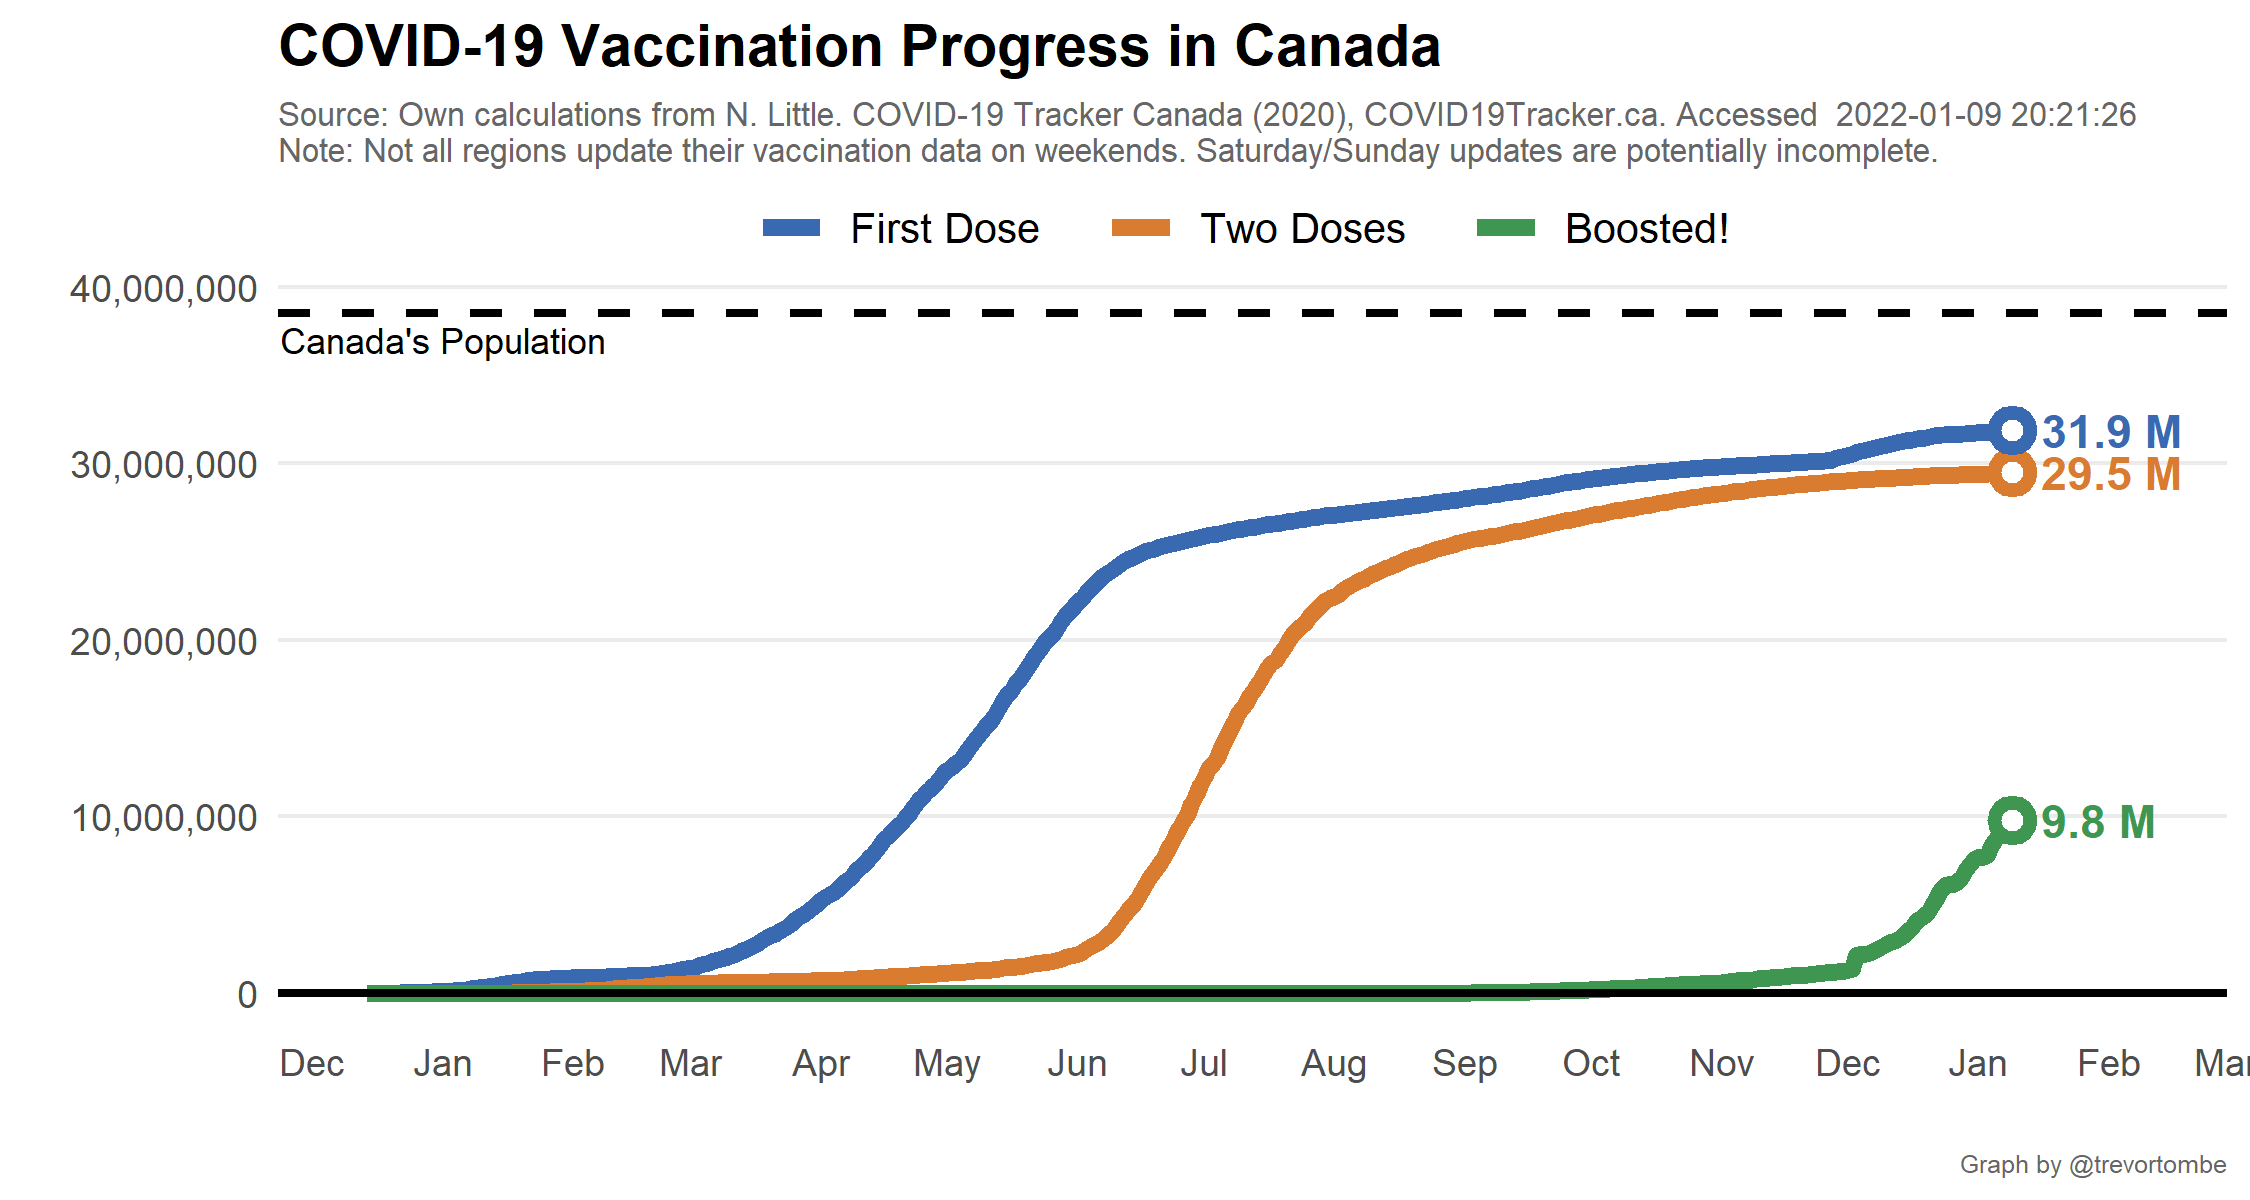 COVID-19 Vaccination Progress in Canada
Source: Own calculations from N. Little. COVID-19 Tracker Canada (2020), COVID19Tracker.ca. Accessed  2022-01-09 20:21:26
Note: Not all regions update their vaccination data on weekends. Saturday/Sunday updates are potentially incomplete.
First Dose Two Doses Boosted!
40,000,000
Canada's Population
31.9 M
30,000,000
29.5 M
20,000,000
10,000,000
9.8 M
0
Dec Jan Feb Mar Apr May Jun Jul Aug Sep Oct Nov Dec Jan Feb Mar
Graph by @trevortombe